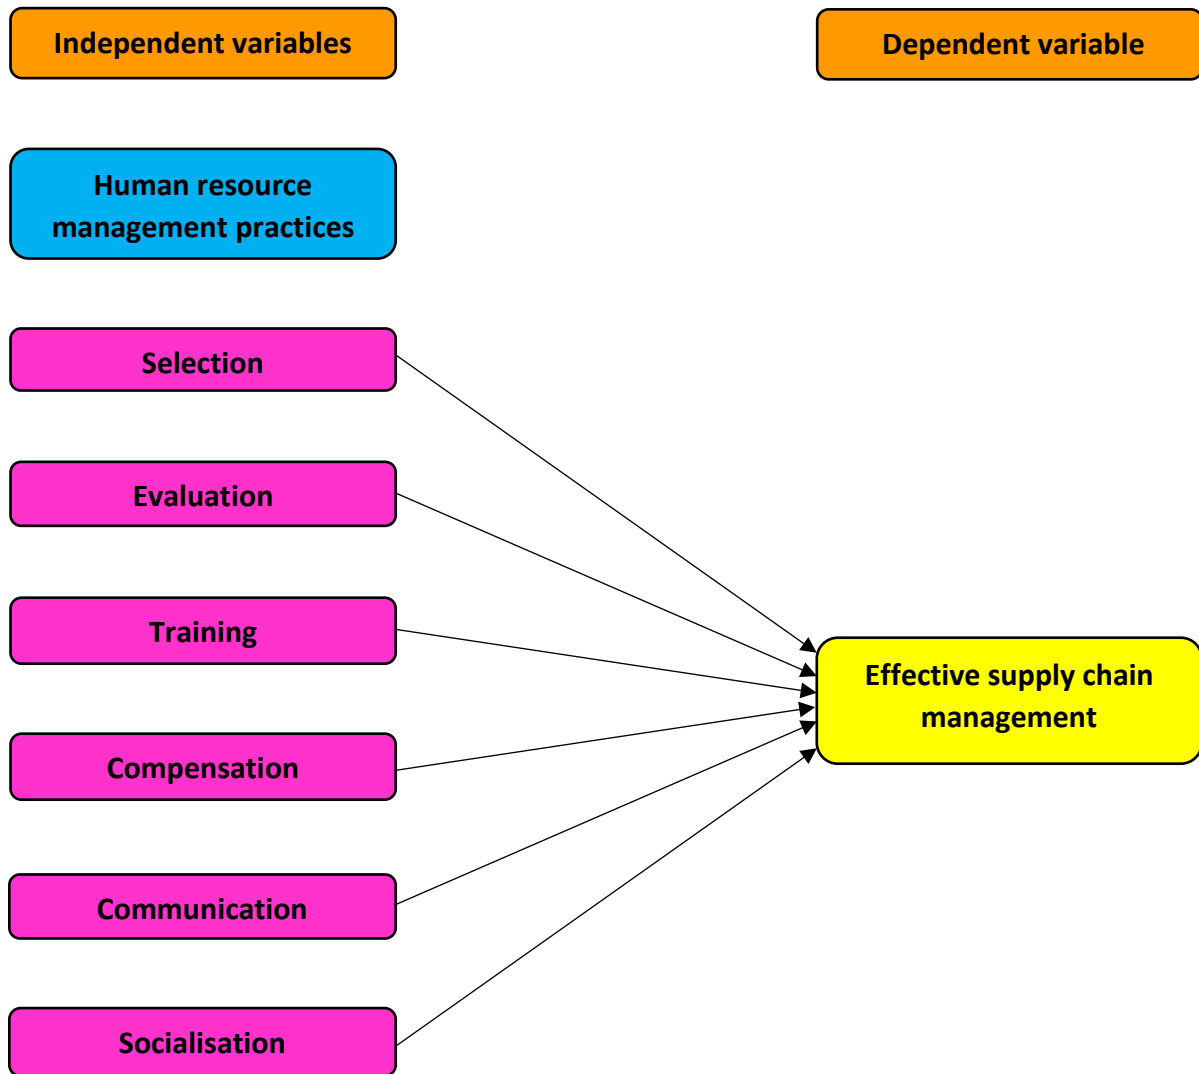 Independent variables
Dependent variable
Human resource
management practices
Selection
Evaluation
Training
Effective supply chain
management
Compensation
Communication
Socialisation